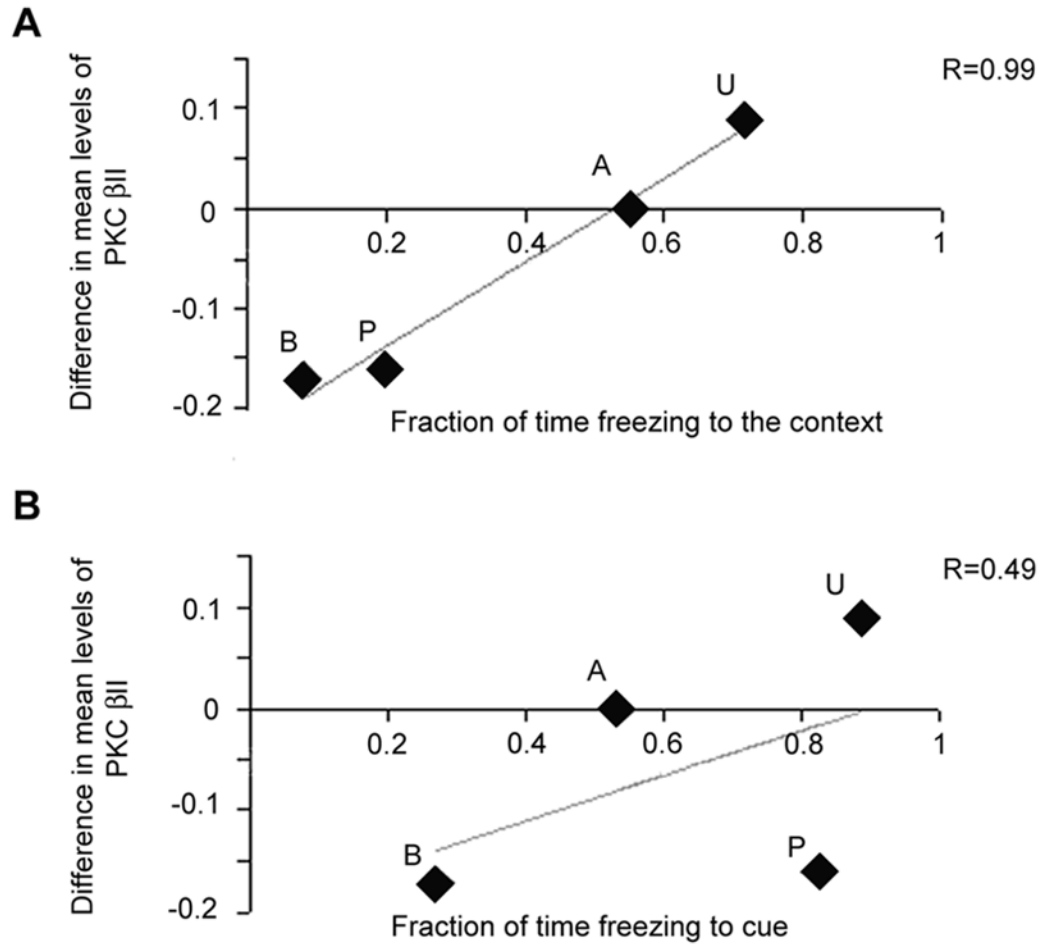 A
Difference in mean levels of
PKC βII
R=0.99
0.1
0
-0.1
-0.2
0.2
0.4
0.6
0.8
1
U
A
B
P
Fraction of time freezing to the context
B
Difference in mean levels of
PKC βII
R=0.49
0.1
0
-0.1
-0.2
0.2
0.4
0.6
0.8
1
U
A
B
P
Fraction of time freezing to cue